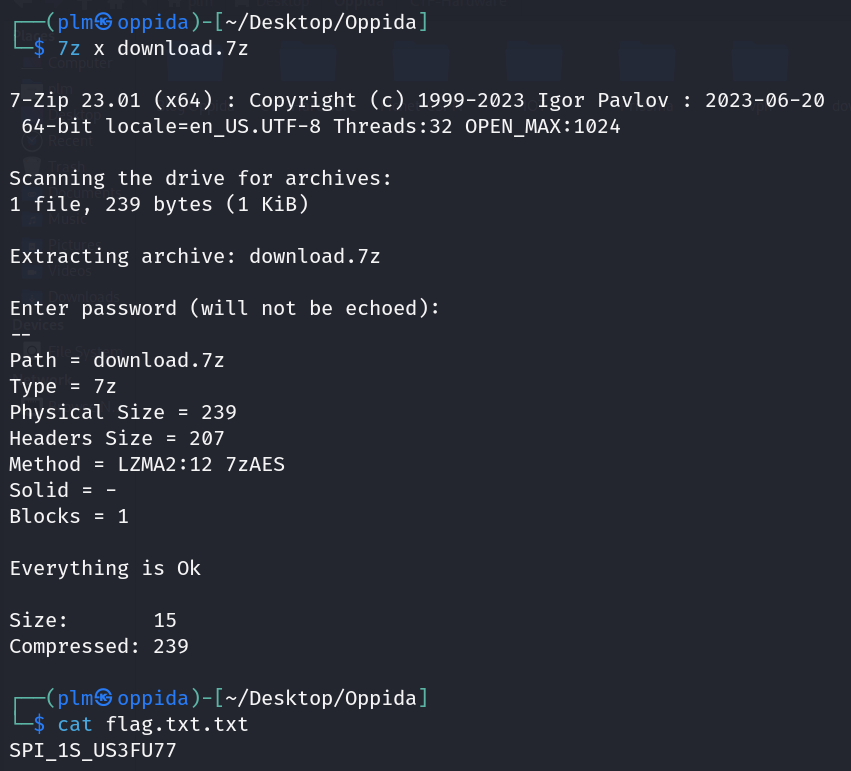 ┌──(plm㉿oppida)-[~/Desktop/Oppida]
└─$ 7z x download.7z
7-Zip 23.01 (x64) : Copyright (c) 1999-2023 Igor Pavlov : 2023-06-20
 64-bit locale=en_US.UTF-8 Threads:32 OPEN_MAX:1024
Scanning the drive for archives:
1 file, 239 bytes (1 KiB)
Extracting archive: download.7z
Enter password (will not be echoed):
--
Path = download.7z
Type = 7z
Physical Size = 239
Headers Size = 207
Method = LZMA2:12 7zAES
Solid = -
Blocks = 1
Everything is Ok
Size:       15
Compressed: 239
┌──(plm㉿oppida)-[~/Desktop/Oppida]
└─$ cat flag.txt.txt
SPI_1S_US3FU77